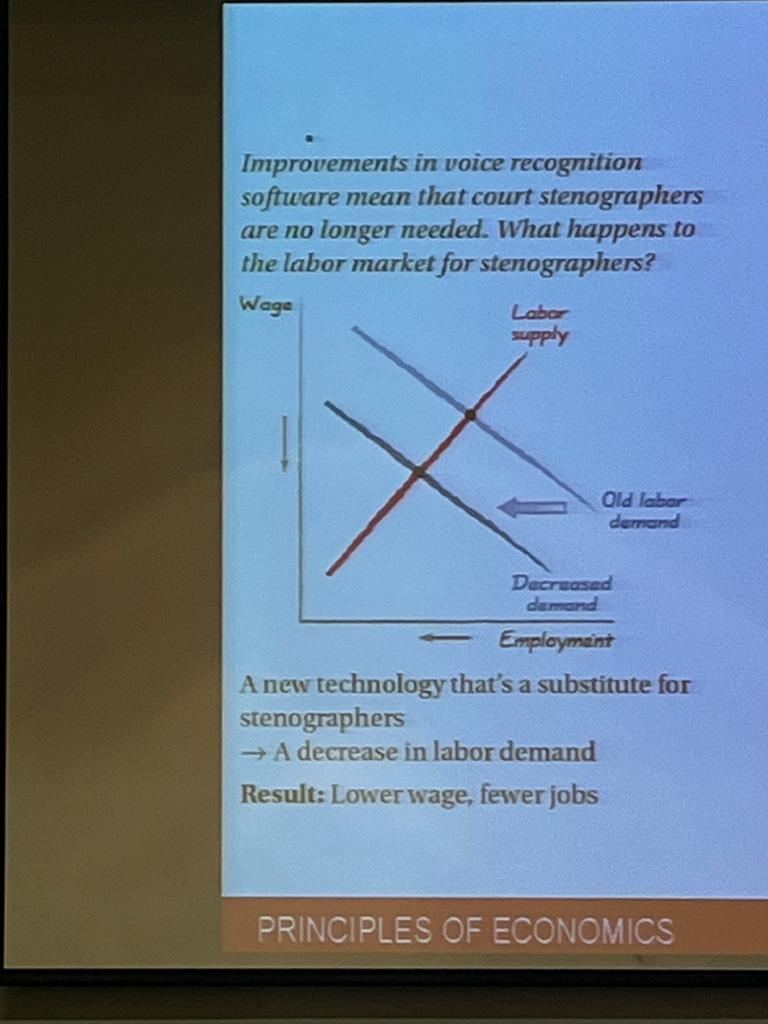 Improvements in voice recognition
software mean that court stenographers
are no longer needed. What happens to
the labor market for stenographers?
Wage
Labor
supply
Old labor
demand
Decreased
demand
Employment
A new technology that's a substitute for
stenographers
→ A decrease in labor demand
Result: Lower wage, fewer jobs
PRINCIPLES OF ECONOMICS